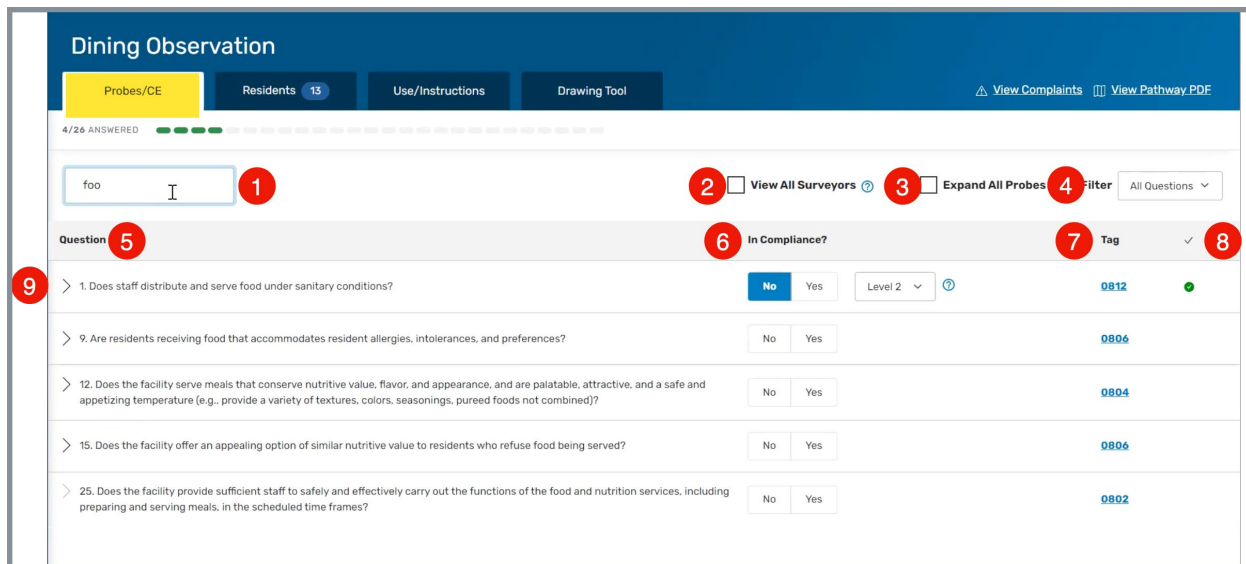 Dining Observation
Probes/CE Residents 13 Use/Instructions Drawing Tool View Complaints View Pathway PDF
4/26 ANSWERED
foo 1 2 View All Surveyors ? 3 Expand All Probes 4 Filter All Questions
Question 5 6 In Compliance? 7 Tag 8
9 1. Does staff distribute and serve food under sanitary conditions? No Yes Level 2 ? 0812
9. Are residents receiving food that accommodates resident allergies, intolerances, and preferences? No Yes 0806
12. Does the facility serve meals that conserve nutritive value, flavor, and appearance, and are palatable, attractive, and a safe and
appetizing temperature (e.g., provide a variety of textures, colors, seasonings, pureed foods not combined)? No Yes 0804
15. Does the facility offer an appealing option of similar nutritive value to residents who refuse food being served? No Yes 0806
25. Does the facility provide sufficient staff to safely and effectively carry out the functions of the food and nutrition services, including
preparing and serving meals, in the scheduled time frames? No Yes 0802